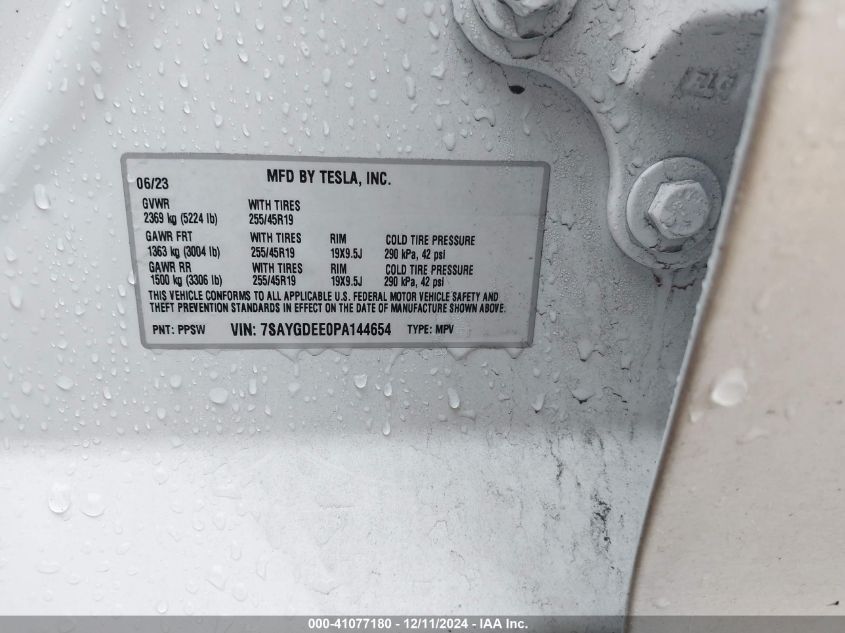 06/23 MFD BY TESLA, INC.
GVWR WITH TIRES
2369 kg (5224 lb) 255/45R19
GAWR FRT WITH TIRES RIM COLD TIRE PRESSURE
1363 kg (3004 lb) 255/45R19 19X9.5J 290 kPa, 42 psi
GAWR RR WITH TIRES RIM COLD TIRE PRESSURE
1500 kg (3306 lb) 255/45R19 19X9.5J 290 kPa, 42 psi
THIS VEHICLE CONFORMS TO ALL APPLICABLE U.S. FEDERAL MOTOR VEHICLE SAFETY AND
THEFT PREVENTION STANDARDS IN EFFECT ON THE DATE OF MANUFACTURE SHOWN ABOVE.
PNT: PPSW VIN: 7SAYGDEE0PA144654 TYPE: MPV
000-41077180 - 12/11/2024 - IAA Inc.